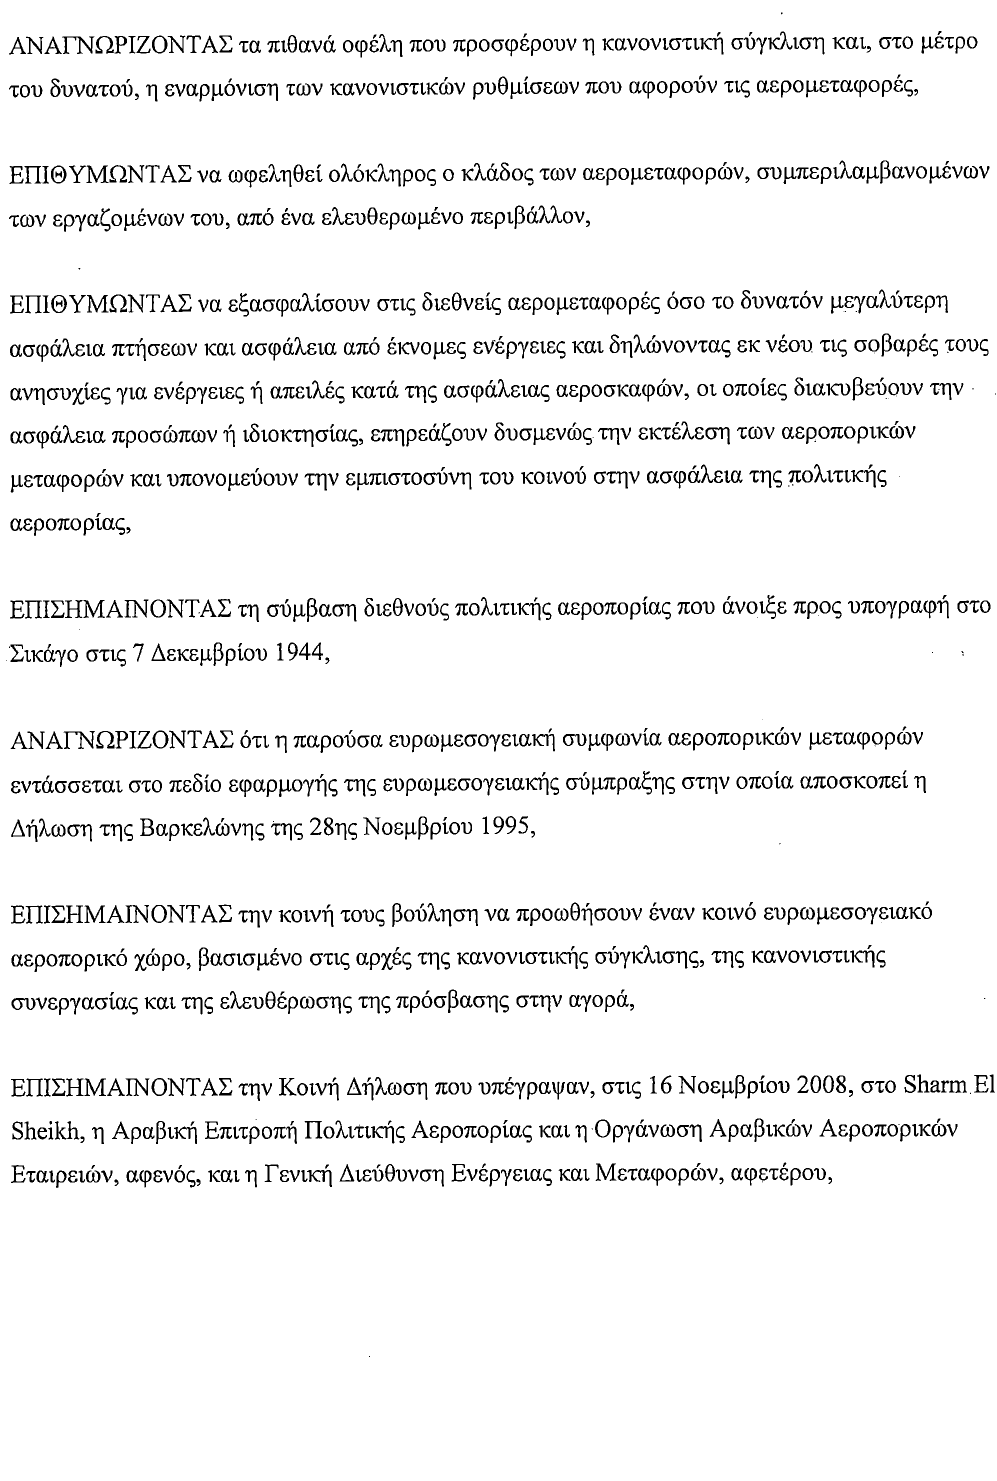 ΑΝΑΓΝΩΡΙΖΟΝΤΑΣ τα πιθανά οφέλη που προσφέρουν η κανονιστική σύγκλιση και, στο μέτρο
του δυνατού, η εναρμόνιση των κανονιστικών ρυθμίσεων που αφορούν τις αερομεταφορές,
ΕΠΙΘΥΜΩΝΤΑΣ να ωφεληθεί ολόκληρος ο κλάδος των αερομεταφορών, συμπεριλαμβανομένων
των εργαζομένων του, από ένα ελευθερωμένο περιβάλλον,
ΕΠΙΘΥΜΩΝΤΑΣ να εξασφαλίσουν στις διεθνείς αερομεταφορές όσο το δυνατόν μεγαλύτερη
ασφάλεια πτήσεων και ασφάλεια από έκνομες ενέργειες και δηλώνοντας εκ νέου τις σοβαρές τους
ανησυχίες για ενέργειες ή απειλές κατά της ασφάλειας αεροσκαφών, οι οποίες διακυβεύουν την
ασφάλεια προσώπων ή ιδιοκτησίας, επηρεάζουν δυσμενώς την εκτέλεση των αεροπορικών
μεταφορών και υπονομεύουν την εμπιστοσύνη του κοινού στην ασφάλεια της πολιτικής
αεροπορίας,
ΕΠΙΣΗΜΑΙΝΟΝΤΑΣ τη σύμβαση διεθνούς πολιτικής αεροπορίας που άνοιξε προς υπογραφή στο
Σικάγο στις 7 Δεκεμβρίου 1944,
ΑΝΑΓΝΩΡΙΖΟΝΤΑΣ ότι η παρούσα ευρωμεσογειακή συμφωνία αεροπορικών μεταφορών
εντάσσεται στο πεδίο εφαρμογής της ευρωμεσογειακής σύμπραξης στην οποία αποσκοπεί η
Δήλωση της Βαρκελώνης της 28ης Νοεμβρίου 1995,
ΕΠΙΣΗΜΑΙΝΟΝΤΑΣ την κοινή τους βούληση να προωθήσουν έναν κοινό ευρωμεσογειακό
αεροπορικό χώρο, βασισμένο στις αρχές της κανονιστικής σύγκλισης, της κανονιστικής
συνεργασίας και της ελευθέρωσης της πρόσβασης στην αγορά,
ΕΠΙΣΗΜΑΙΝΟΝΤΑΣ την Κοινή Δήλωση που υπέγραψαν, στις 16 Νοεμβρίου 2008, στο Sharm El
Sheikh, η Αραβική Επιτροπή Πολιτικής Αεροπορίας και η Οργάνωση Αραβικών Αεροπορικών
Εταιρειών, αφενός, και η Γενική Διεύθυνση Ενέργειας και Μεταφορών, αφετέρου,